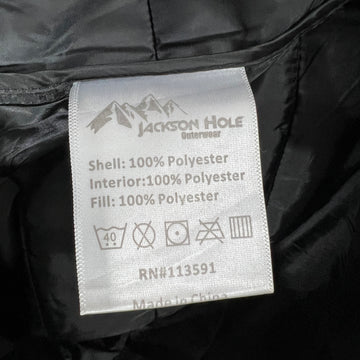 JACKSON HOLE
Outerwear
Shell: 100% Polyester
Interior:100% Polyester
Fill: 100% Polyester
40
RN#113591
Made in China